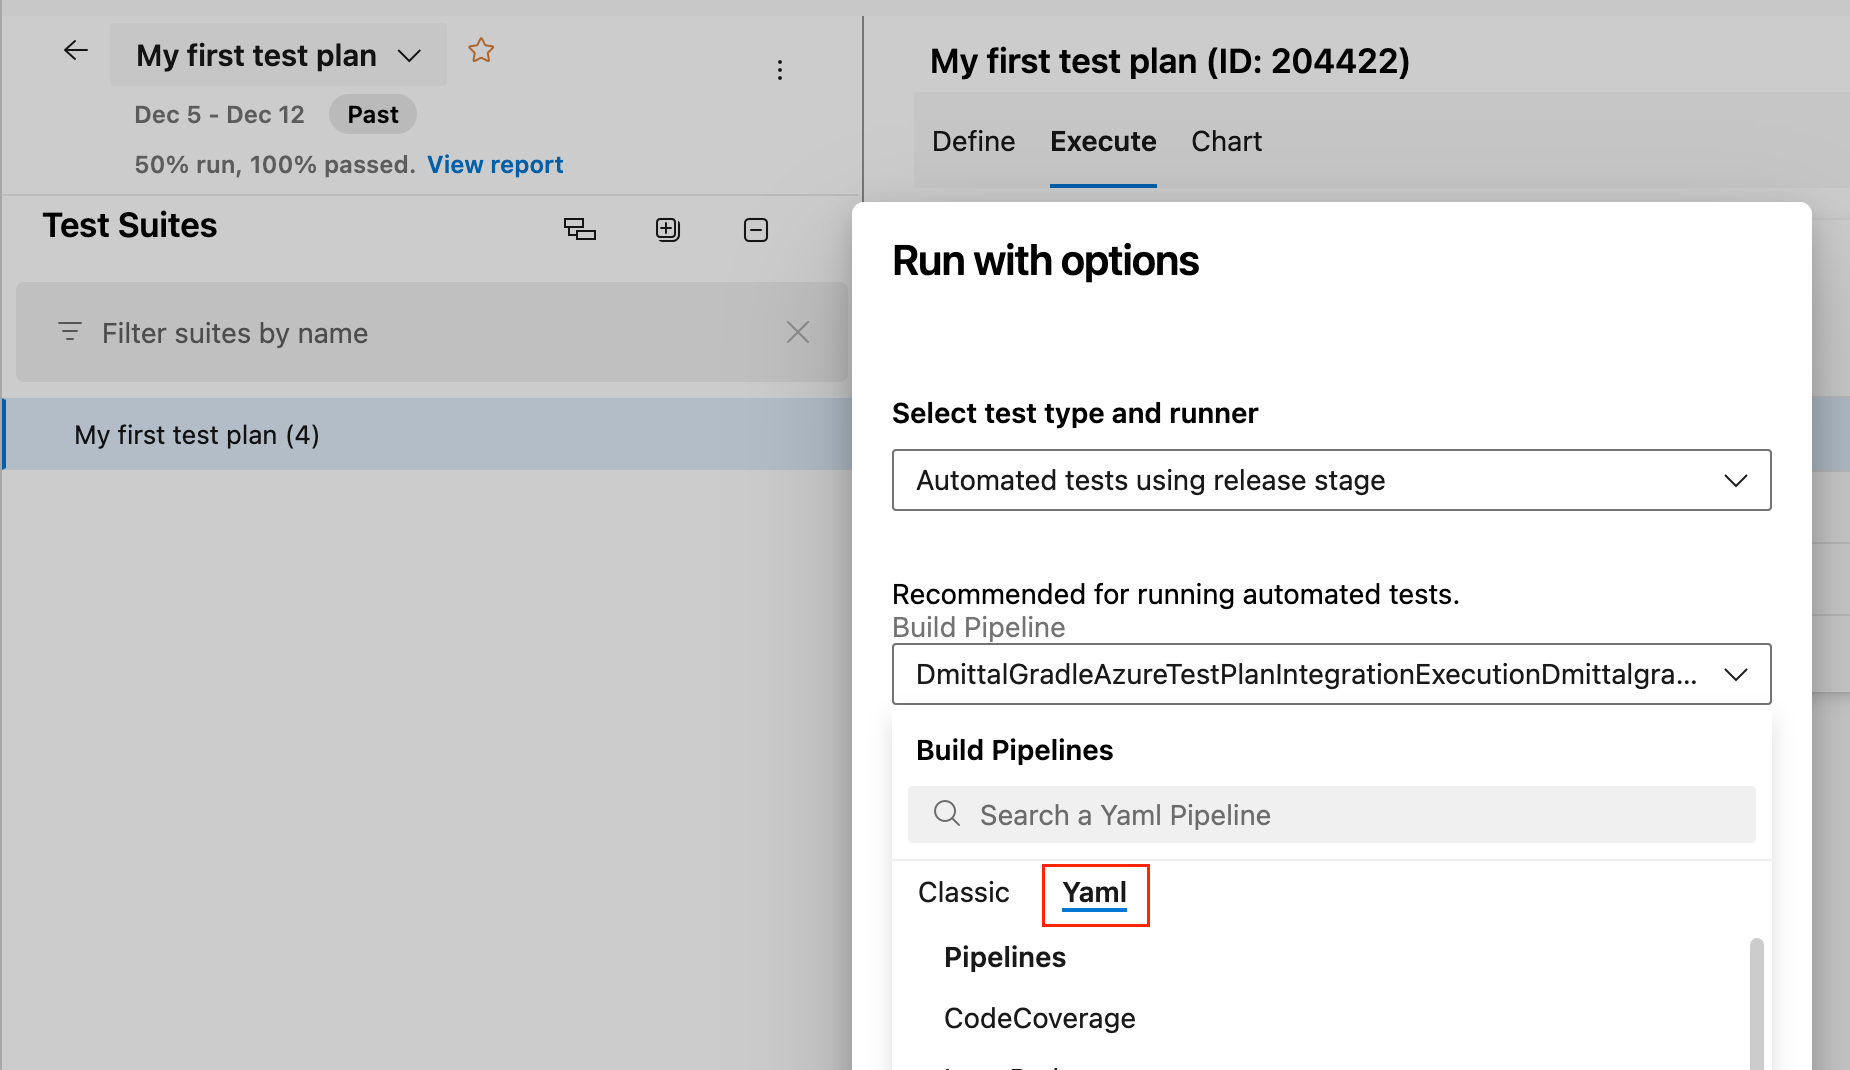 My first test plan
Dec 5 - Dec 12 Past
50% run, 100% passed. View report
Test Suites
Filter suites by name
My first test plan (4)
My first test plan (ID: 204422)
Define Execute Chart
Run with options
Select test type and runner
Automated tests using release stage
Recommended for running automated tests.
Build Pipeline
DmittalGradleAzureTestPlanIntegrationExecutionDmittalgra...
Build Pipelines
Search a Yaml Pipeline
Classic Yaml
Pipelines
CodeCoverage